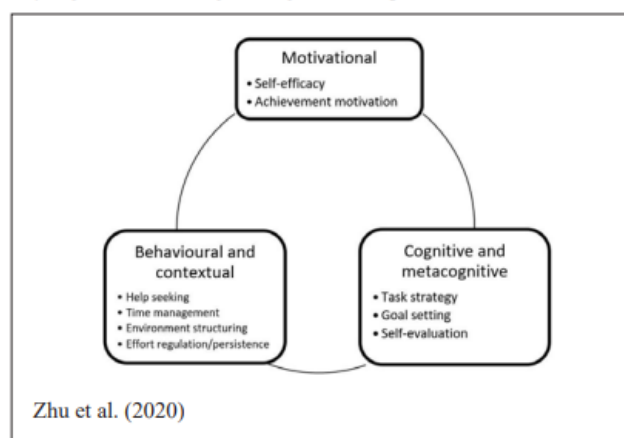 Motivational
• Self-efficacy
• Achievement motivation
Behavioural and
contextual
• Help seeking
• Time management
• Environment structuring
• Effort regulation/persistence
Cognitive and
metacognitive
• Task strategy
• Goal setting
• Self-evaluation
Zhu et al. (2020)